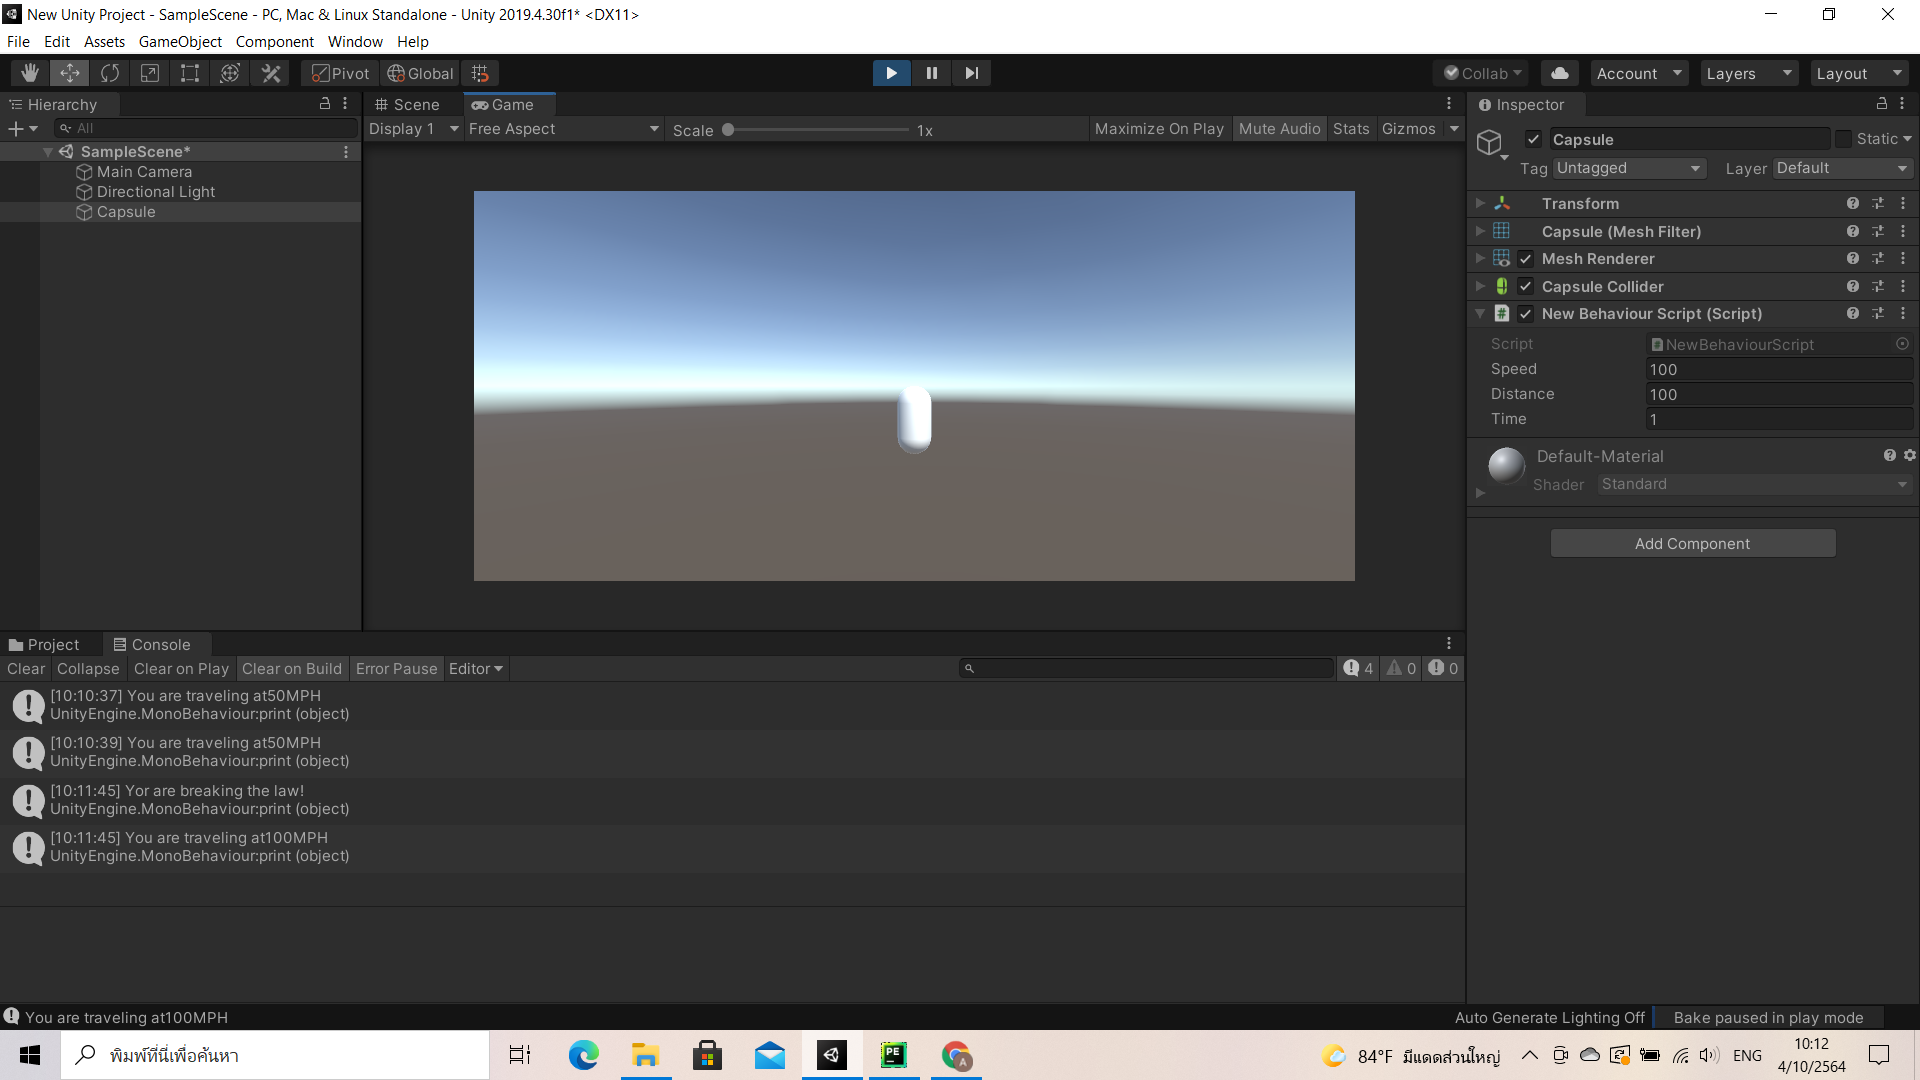 New Unity Project - SampleScene - PC, Mac & Linux Standalone - Unity 2019.4.30f1* <DX11>
File Edit Assets GameObject Component Window Help
Pivot Global Collab Account Layers Layout
Hierarchy
All
SampleScene*
Main Camera
Directional Light
Capsule
Scene Game
Display 1 Free Aspect Scale 1x Maximize On Play Mute Audio Stats Gizmos
Inspector
Capsule Static
Tag Untagged Layer Default
Transform
Capsule (Mesh Filter)
Mesh Renderer
Capsule Collider
New Behaviour Script (Script)
Script NewBehaviourScript
Speed 100
Distance 100
Time 1
Default-Material
Shader Standard
Add Component
Project Console
Clear Collapse Clear on Play Clear on Build Error Pause Editor 4 0 0
[10:10:37] You are traveling at50MPH
UnityEngine.MonoBehaviour:print (object)
[10:10:39] You are traveling at50MPH
UnityEngine.MonoBehaviour:print (object)
[10:11:45] Yor are breaking the law!
UnityEngine.MonoBehaviour:print (object)
[10:11:45] You are traveling at100MPH
UnityEngine.MonoBehaviour:print (object)
You are traveling at100MPH
Auto Generate Lighting Off Bake paused in play mode
พิมพ์ที่นี่เพื่อค้นหา
PE
A
84°F มีแดดส่วนใหญ่
ENG
10:12
4/10/2564